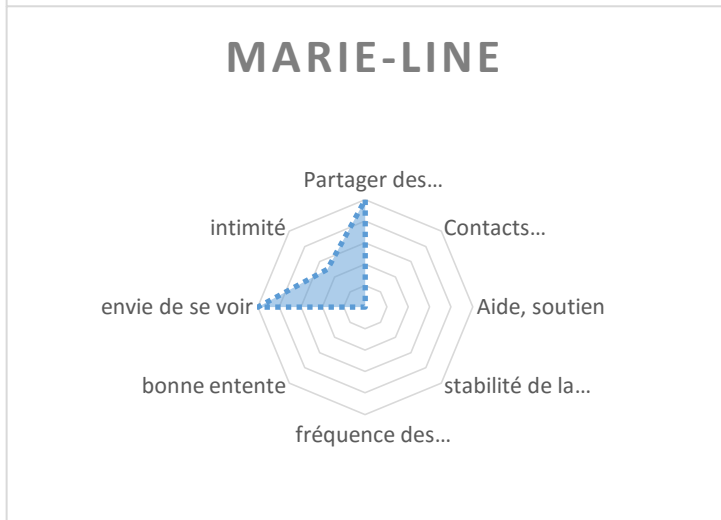 MARIE-LINE
Partager des...
intimité
Contacts...
envie de se voir
Aide, soutien
bonne entente
stabilité de la...
fréquence des...